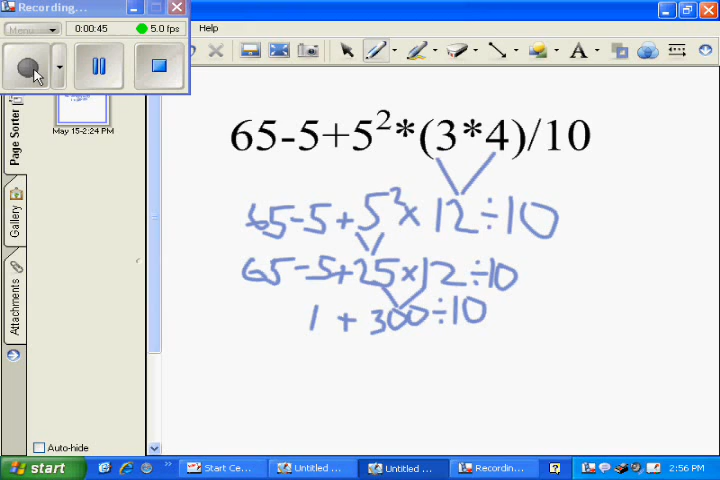 Recording...
Menu
0:00:45
5.0 fps
Help
May 15-2:24 PM
Page Sorter
Gallery
Attachments
65-5+5²*(3*4)/10
65-5+5²×12÷10
65-5+25×12÷10
1+300÷10
Auto-hide
start
Start Ce...
Untitled ...
Untitled ...
Recordin...
2:56 PM